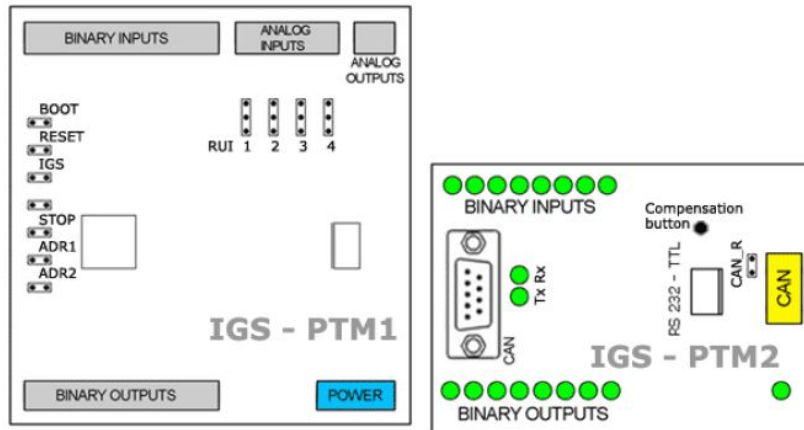 BINARY INPUTS
ANALOG
INPUTS
ANALOG
OUTPUTS
BOOT
RESET
IGS
STOP
ADR1
ADR2
RUI 1 2 3 4
IGS - PTM1
BINARY OUTPUTS
POWER
BINARY INPUTS
Compensation
button
Tx Rx
CAN
RS 232 - TTL
CAN_R
CAN
IGS - PTM2
BINARY OUTPUTS